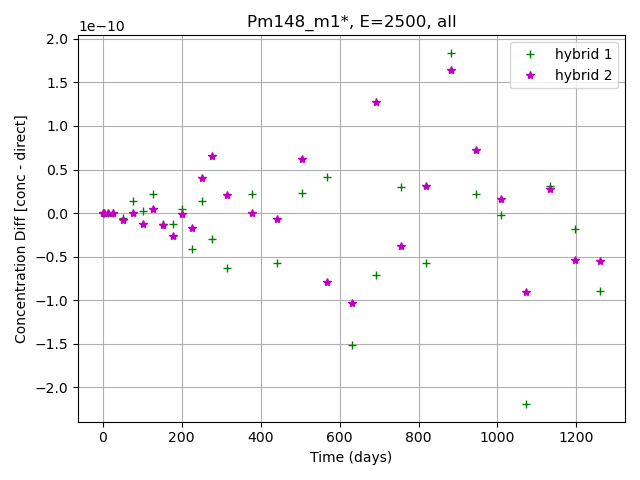 Pm148_m1*, E=2500, all
1e−10
2.0
1.5
1.0
0.5
0.0
−0.5
−1.0
−1.5
−2.0
Concentration Diff [conc - direct]
hybrid 1
hybrid 2
0 200 400 600 800 1000 1200
Time (days)